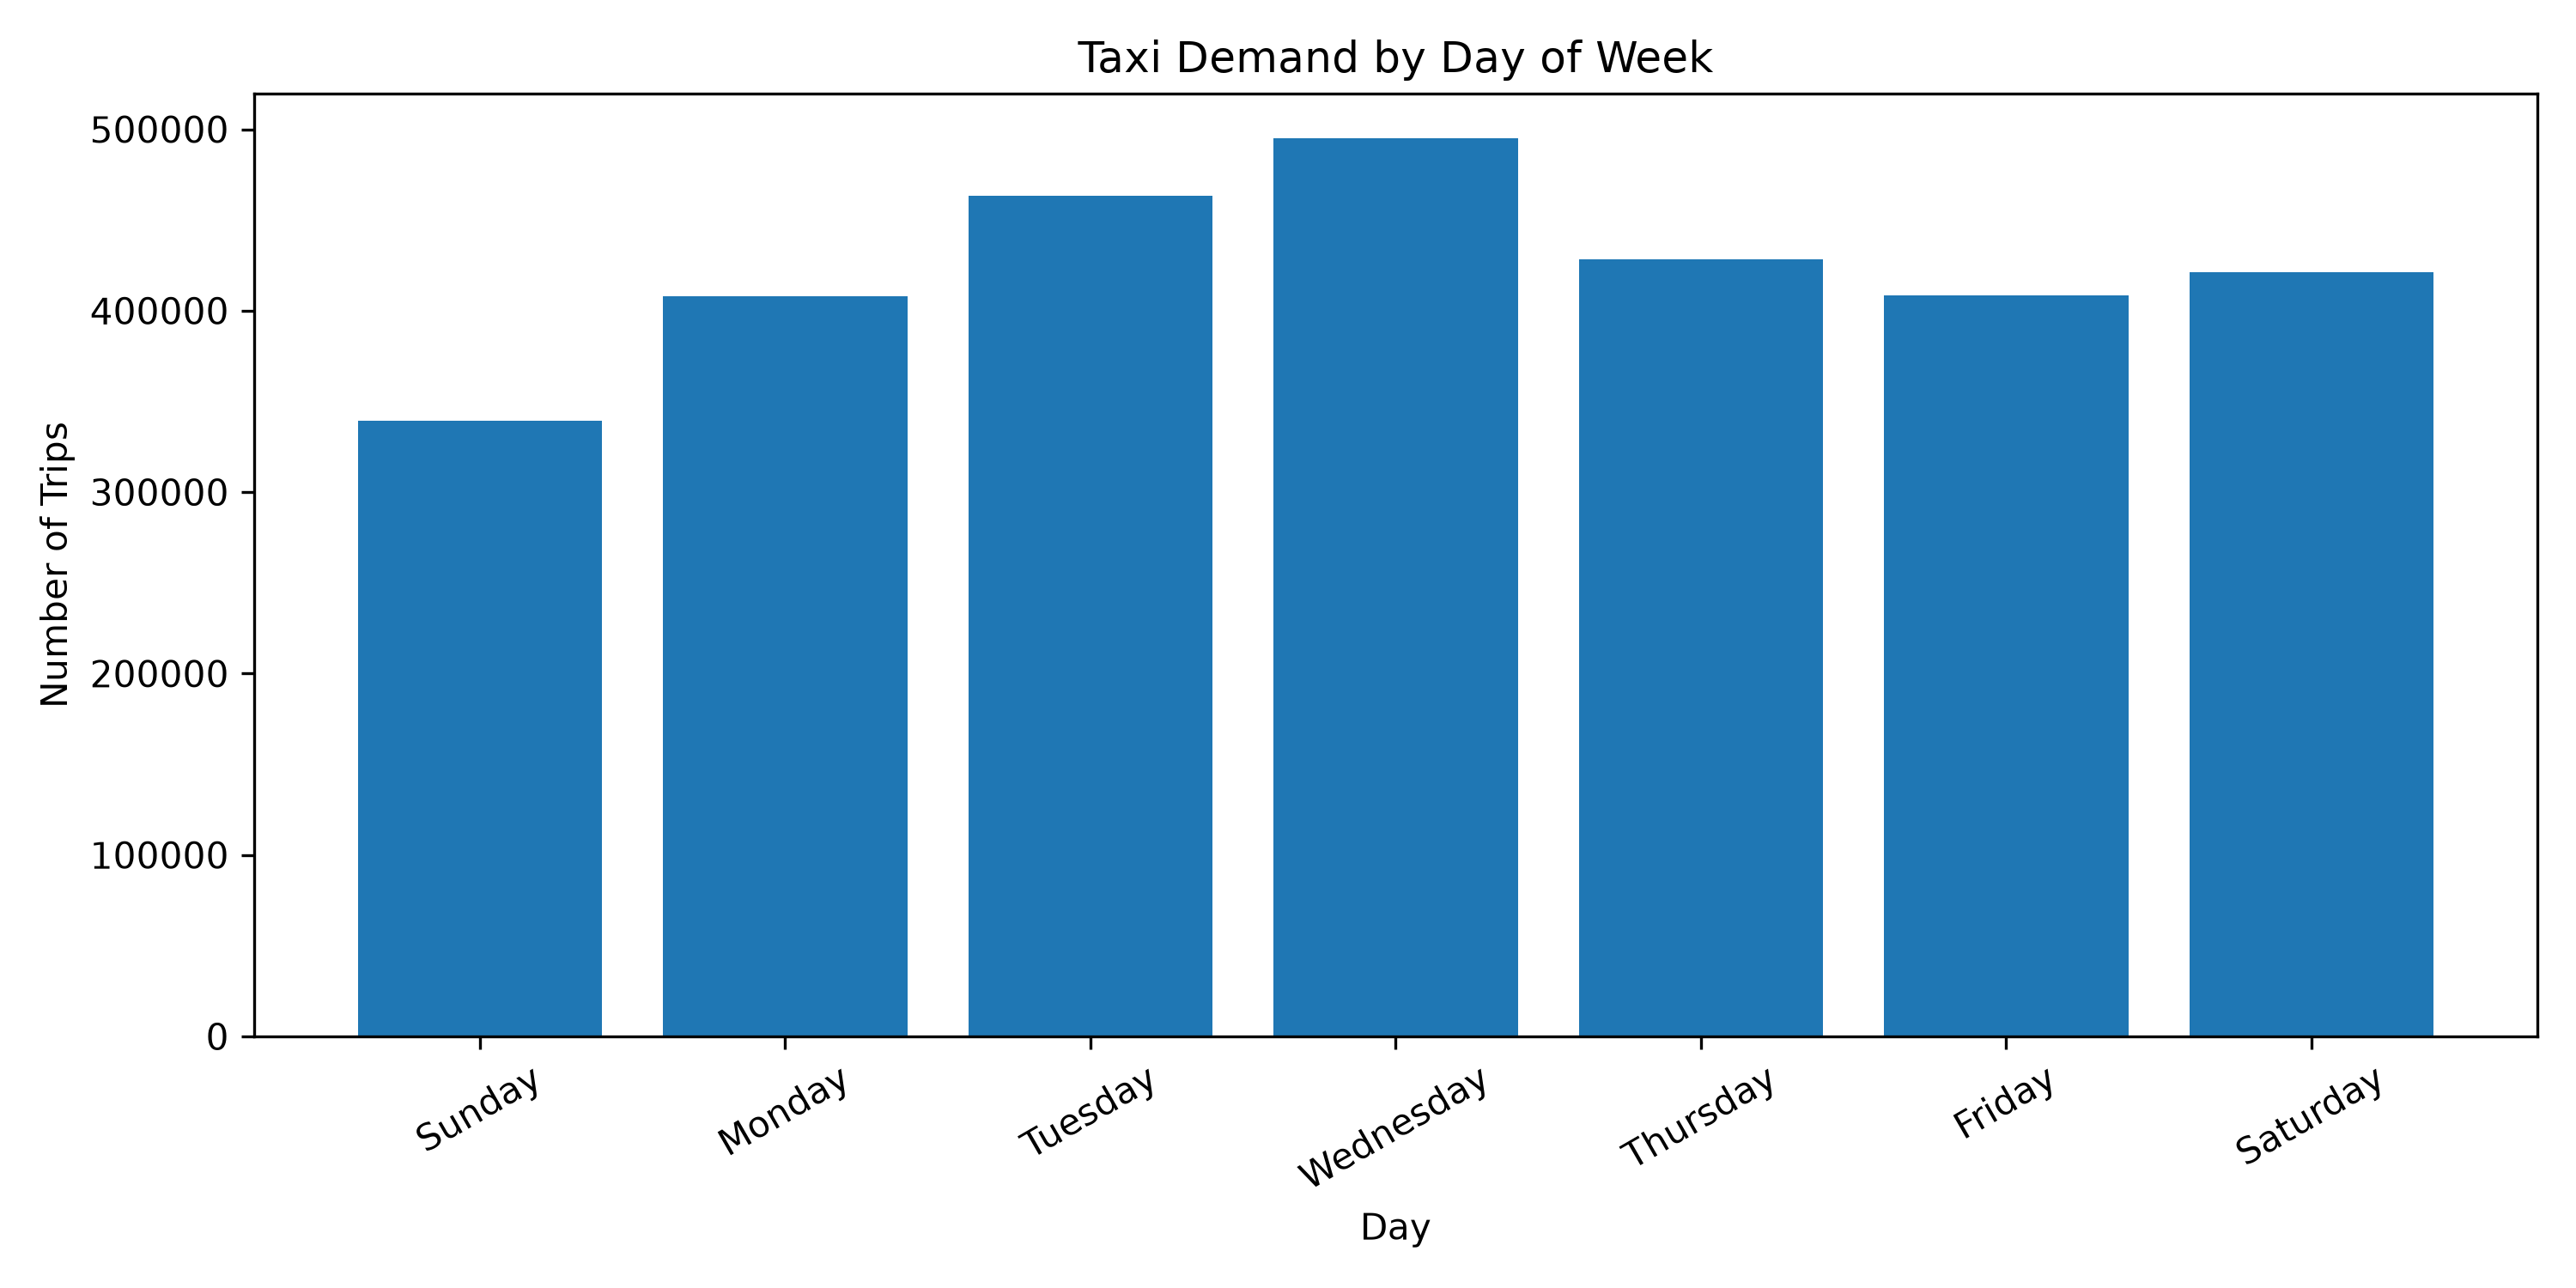 Taxi Demand by Day of Week
Number of Trips
500000
400000
300000
200000
100000
0
Sunday
Monday
Tuesday
Wednesday
Thursday
Friday
Saturday
Day